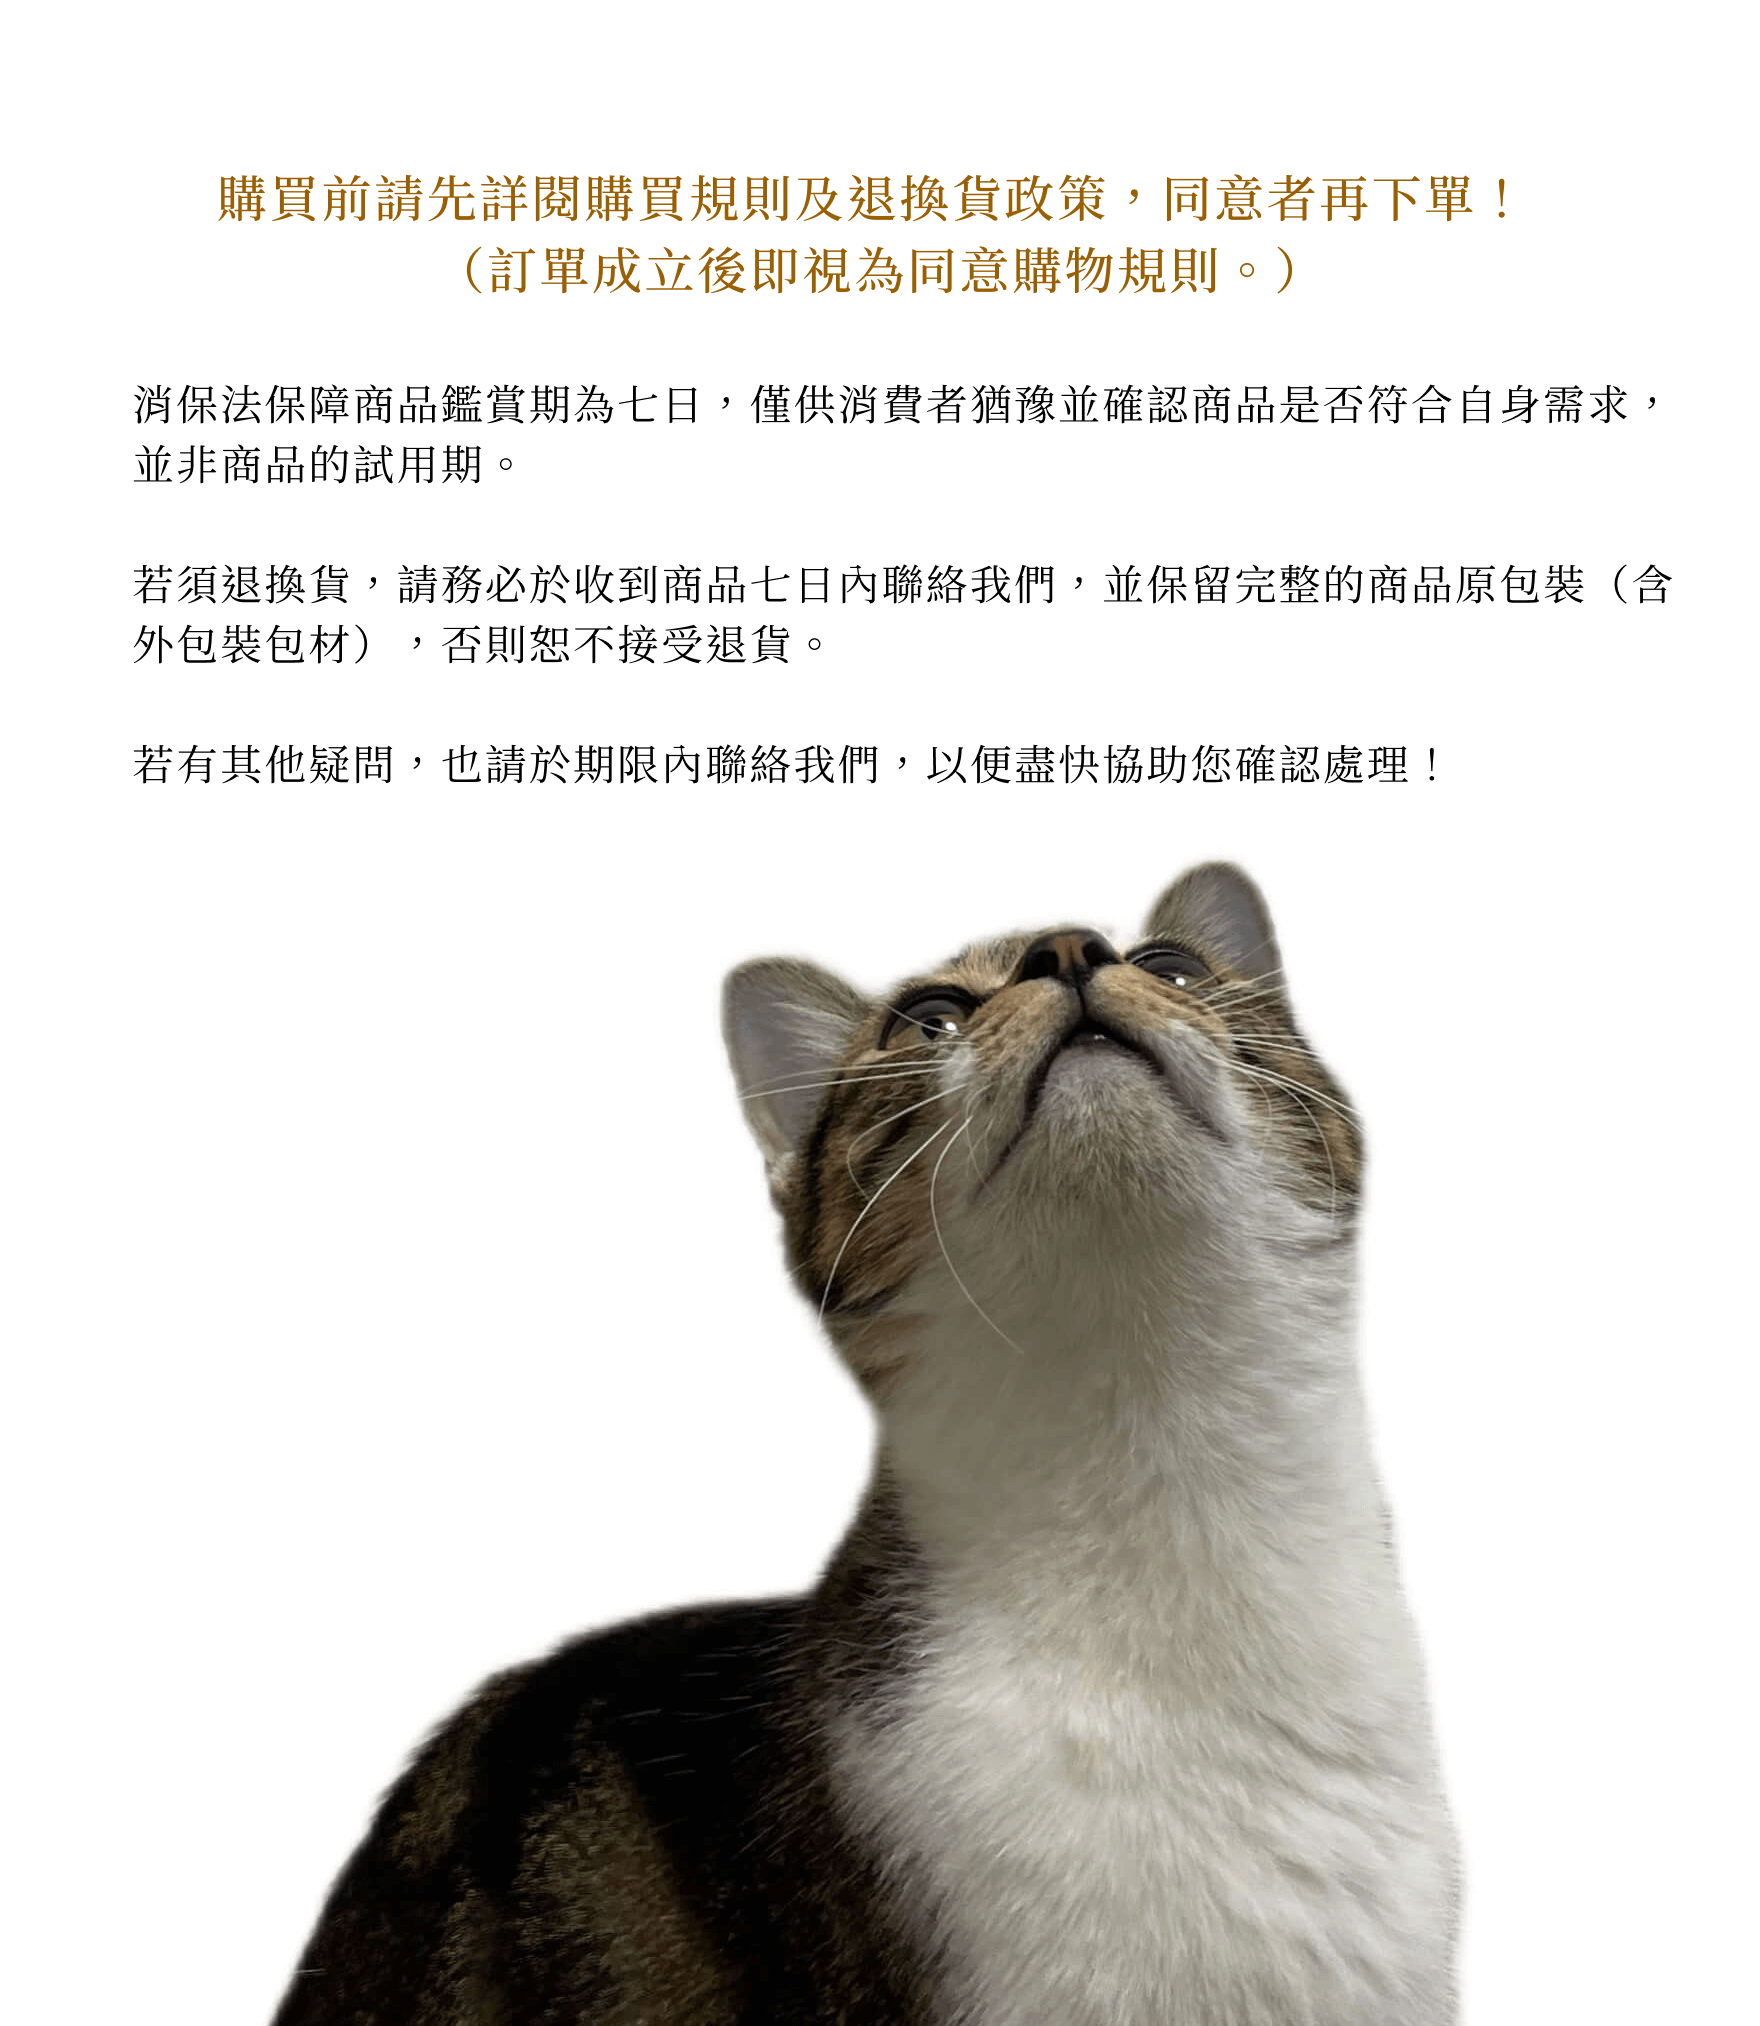 購買前請先詳閱購買規則及退換貨政策，同意者再下單！
（訂單成立後即視為同意購物規則。）
消保法保障商品鑑賞期為七日，僅供消費者猶豫並確認商品是否符合自身需求，
並非商品的試用期。
若須退換貨，請務必於收到商品七日內聯絡我們，並保留完整的商品原包裝（含
外包裝包材），否則恕不接受退貨。
若有其他疑問，也請於期限內聯絡我們，以便盡快協助您確認處理！